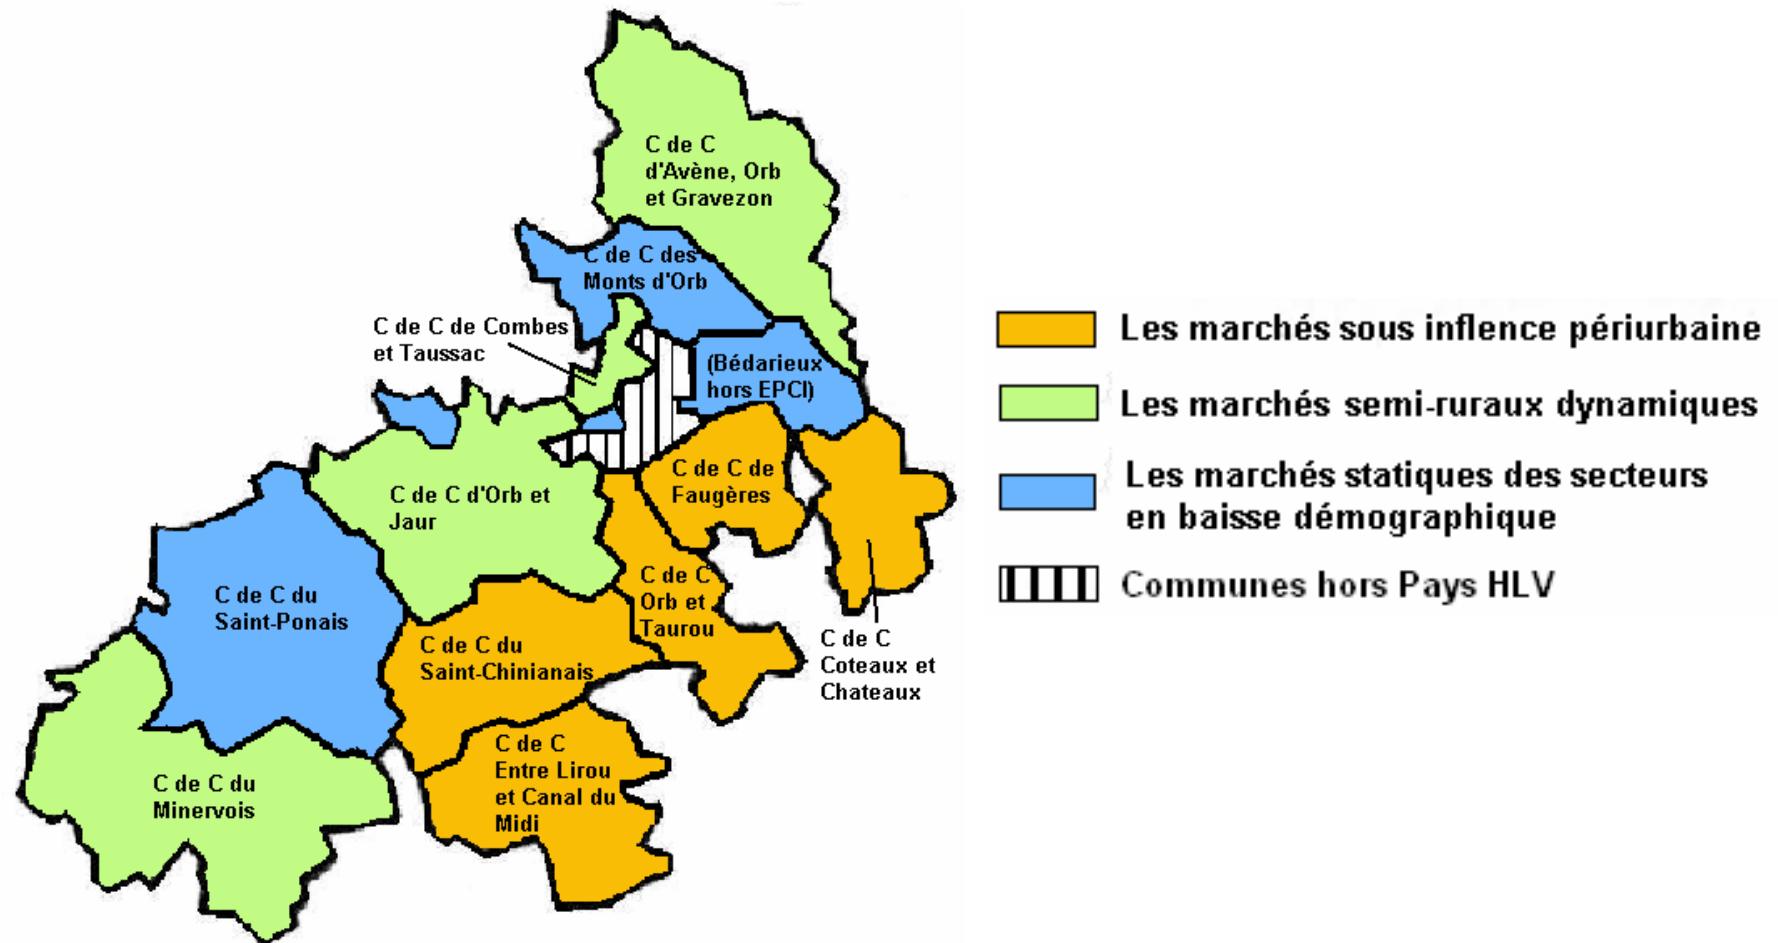 C de C
d'Avène, Orb
et Gravezon
C de C des
Monts d'Orb
C de C de Combes
et Taussac
(Bédarieux
hors EPCI)
C de C de
Faugères
C de C d'Orb et
Jaur
C de C
Orb et
Taurou
C de C du
Saint-Ponais
C de C du
Saint-Chinianais
C de C
Coteaux et
Chateaux
C de C
Entre Lirou
et Canal du
Midi
C de C du
Minervois
Les marchés sous inflence périurbaine
Les marchés semi-ruraux dynamiques
Les marchés statiques des secteurs
en baisse démographique
Communes hors Pays HLV